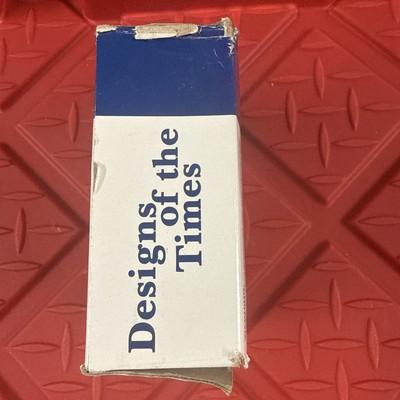 Designs
of the
Times